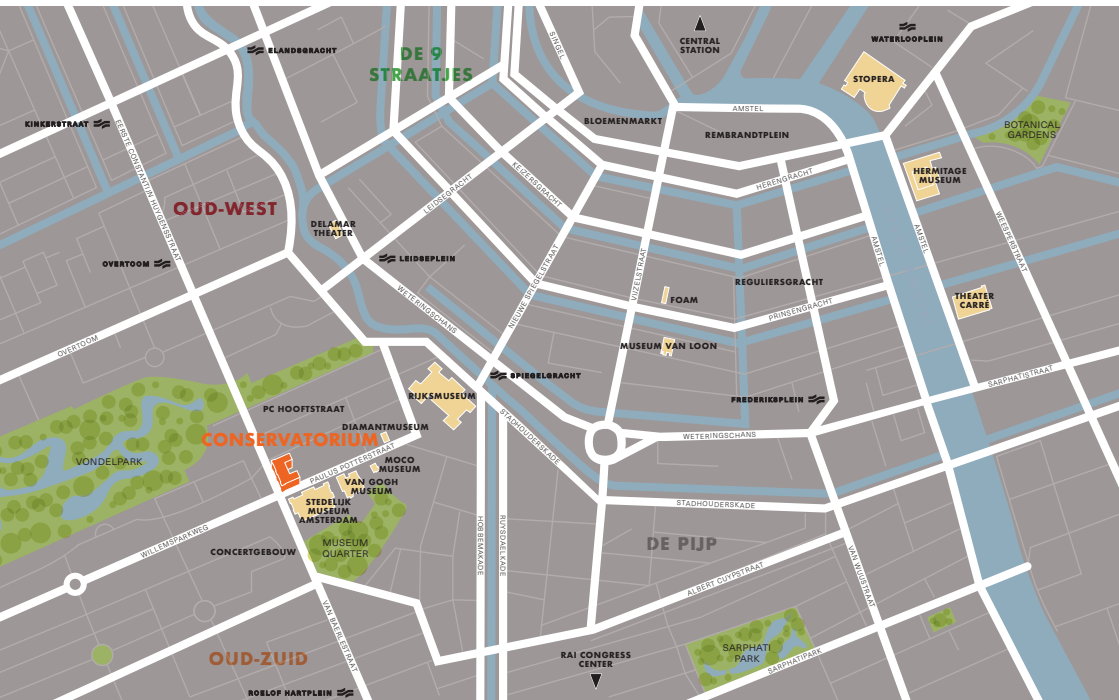 CENTRAL
STATION
WATERLOOPLEIN
SINGEL
ELANDSGRACHT
DE 9
STRAATJES
STOPERA
AMSTEL
BLOEMENMARKT
REMBRANDTPLEIN
KINKERSTRAAT
BOTANICAL
GARDENS
EERSTE CONSTANTIJN HUYGENSSTRAAT
KEIZERSGRACHT
HERENGRACHT
HERMITAGE
MUSEUM
LEIDSEGRACHT
OUD-WEST
DELAMAR
THEATER
AMSTEL
AMSTEL
WEESPERSTRAAT
OVERTOOM
LEIDSEPLEIN
VIJZELSTRAAT
NIEUWE SPIEGELSTRAAT
REGULIERSGRACHT
FOAM
PRINSENGRACHT
THEATER
CARRÉ
WETERINGSCHANS
OVERTOOM
MUSEUM VAN LOON
SPIEGELGRACHT
SARPHATISTRAAT
RIJKSMUSEUM
FREDERIKSPLEIN
PC HOOFTSTRAAT
DIAMANTMUSEUM
CONSERVATORIUM
STADHOUDERSKADE
WETERINGSCHANS
VONDELPARK
PAULUS POTTERSTRAAT
MOCO
MUSEUM
VAN GOGH
MUSEUM
STEDELIJK
MUSEUM
AMSTERDAM
STADHOUDERSKADE
WILLEMSPARKWEG
CONCERTGEBOUW
MUSEUM
QUARTER
HOBBEMAKADE
RUYSDAELKADE
DE PIJP
ALBERT CUYPSTRAAT
VAN WOUSTRAAT
VAN BAERLESTRAAT
OUD-ZUID
RAI CONGRESS
CENTER
SARPHATI
PARK
SARPHATIPARK
ROELOF HARTPLEIN